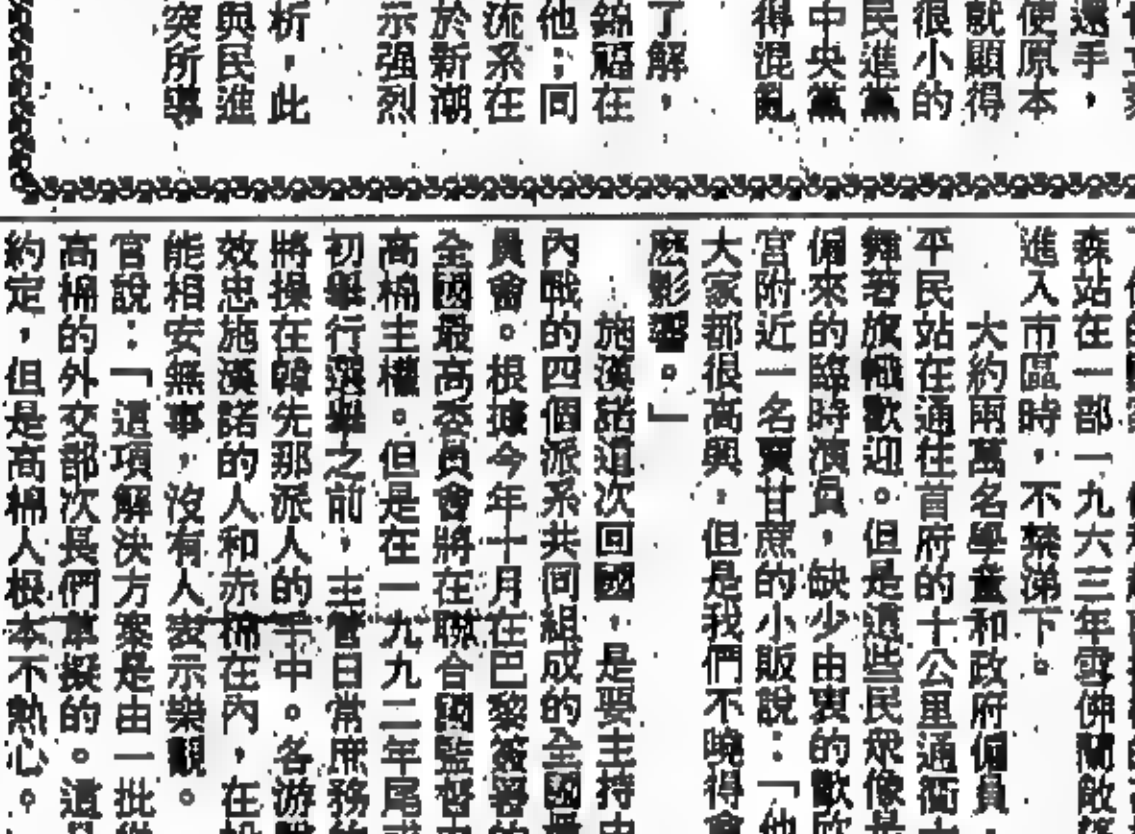 還手，
使原本
就顯得
很小的
民進黨
中央黨
得混亂
了解，
錦福在
他；同
流系在
於新潮
示强烈
析，此
與民進
突所導
森站在一部一九六三年雪佛蘭敞篷
進入市區時，不禁涕下。
大約兩萬名學童和政府僱員
平民站在通往首府的十公里通衢
舞著旗幟歡迎。但是這些民眾像是
僱來的臨時演員，缺少由衷的歡欣
宮附近一名賣甘蔗的小販說：「他
大家都很高興，但是我們不曉得會
麼影響。」
施漢諾這次回國，是要主持由
內戰的四個派系共同組成的全國最
員會。根據今年十月在巴黎簽署的
全國最高委員會將在聯合國監督
高棉主權。但是在一九九二年尾或
初舉行選舉之前，主管日常庶務的
將操在韓先那派人的手中。各游
效忠施漢諾的人和赤棉在內，在
能相安無事，沒有人表示樂觀。
官說：「這項解決方案是由一批
高棉的外交部次長們草擬的。這
約定，但是高棉人根本不熱心。